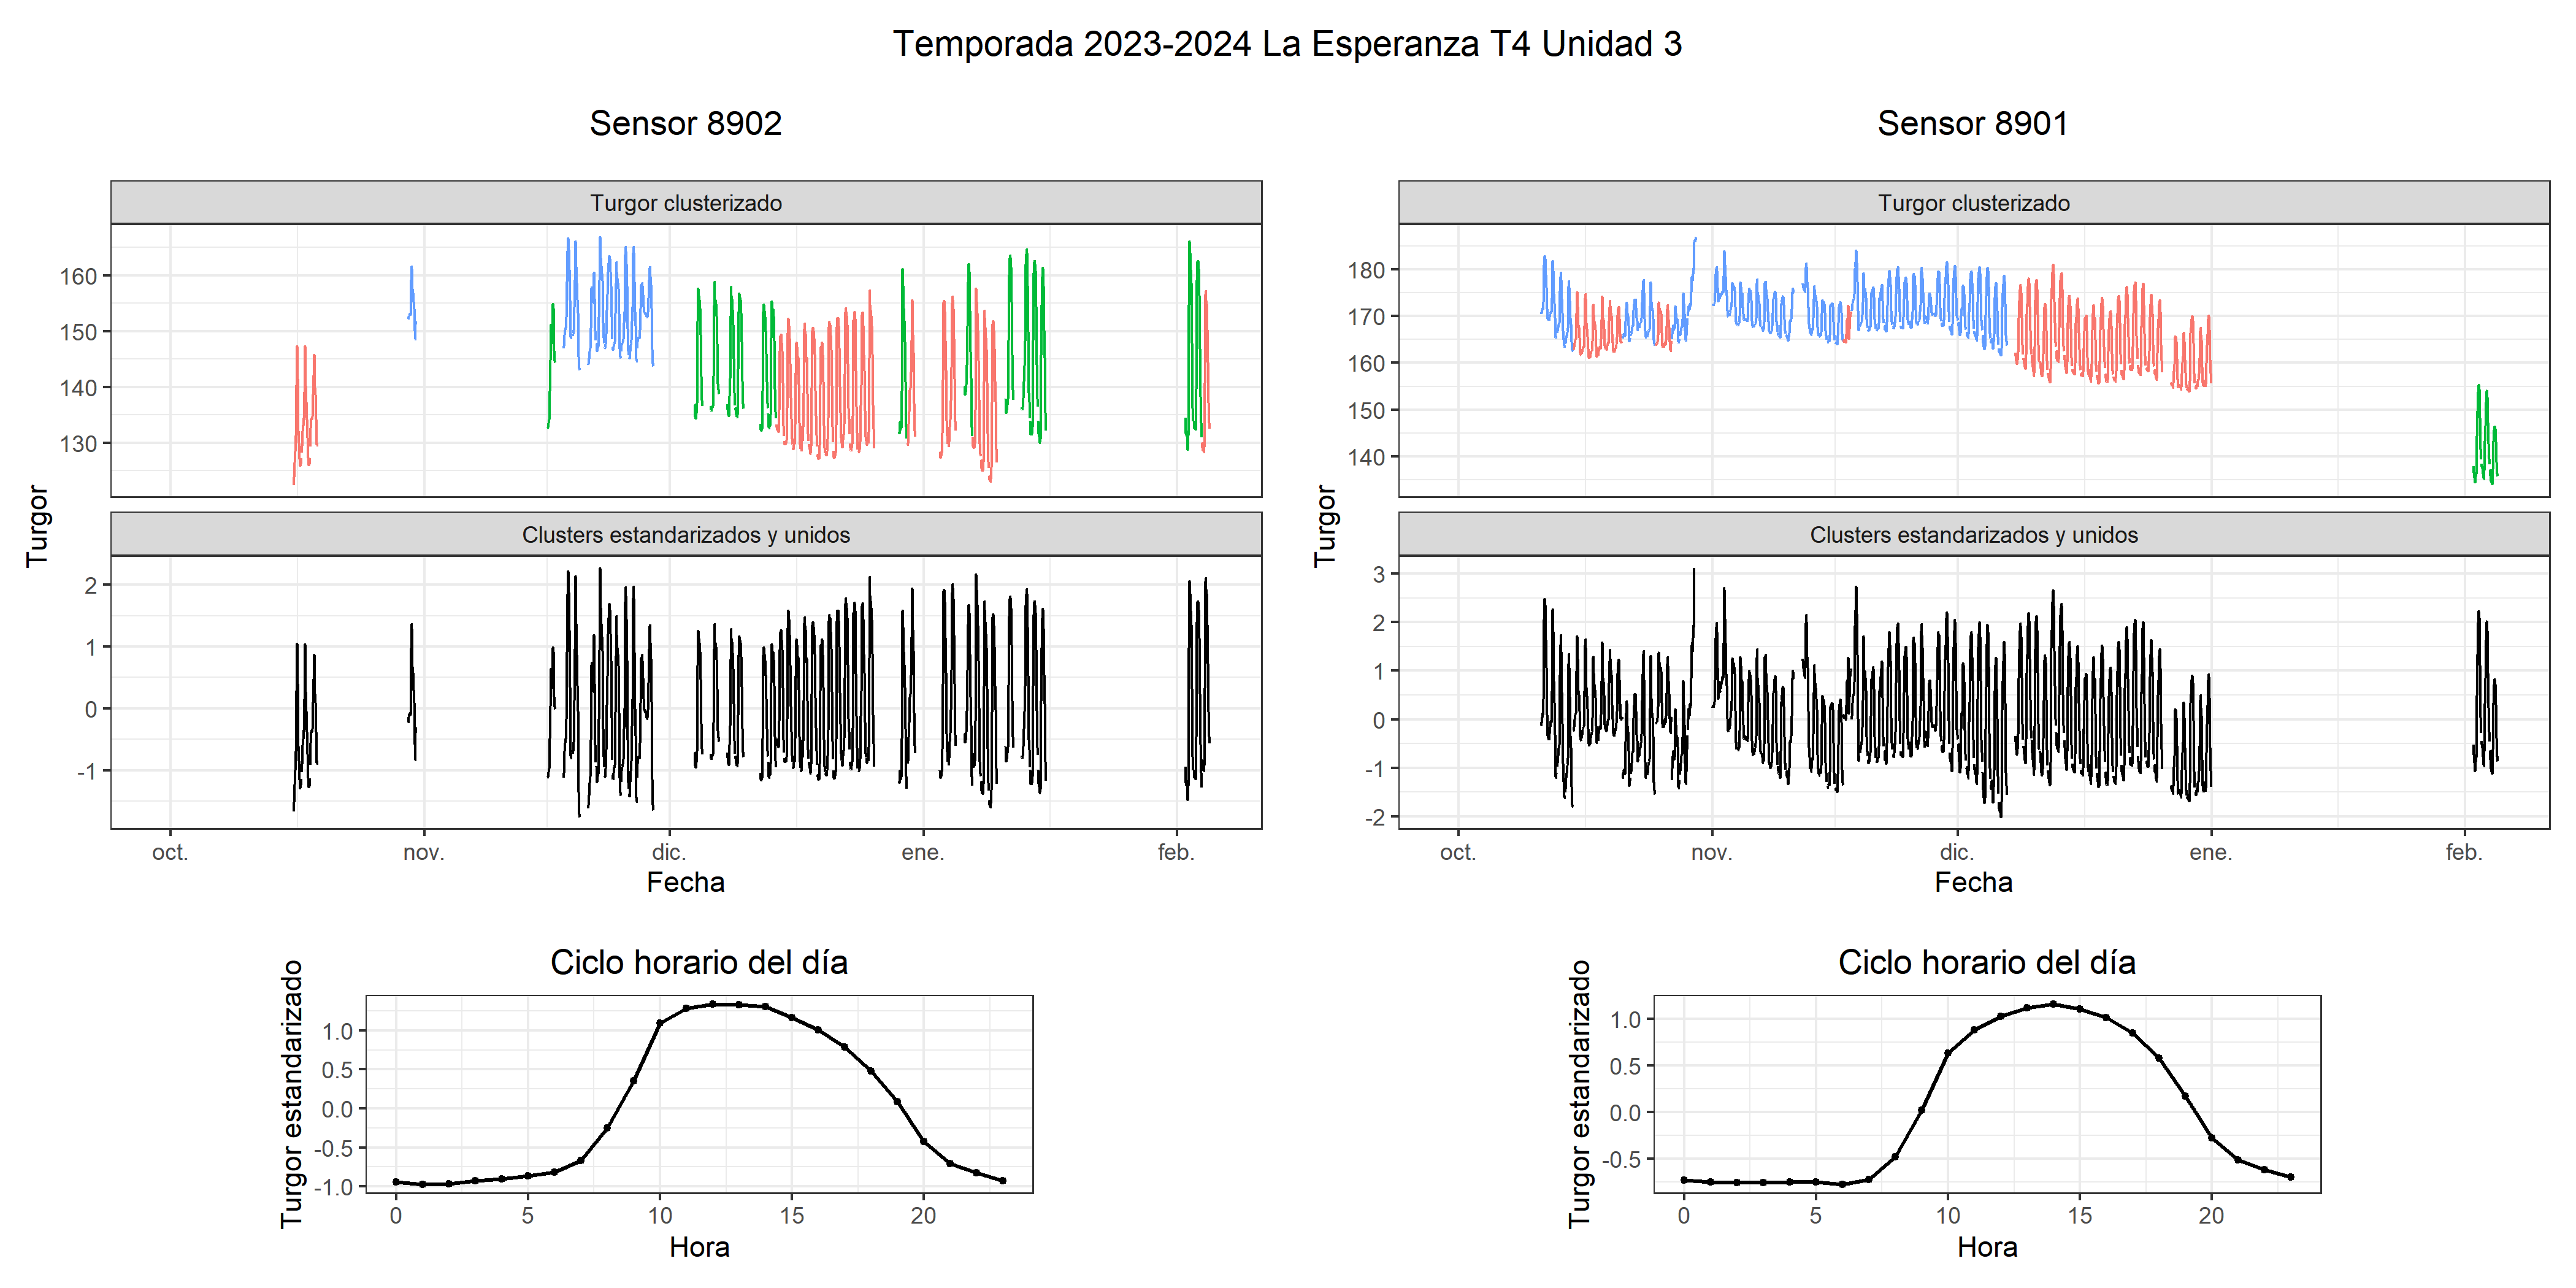 Temporada 2023-2024 La Esperanza T4 Unidad 3
Sensor 8902
Turgor clusterizado
160
150
140
130
Turgor
Clusters estandarizados y unidos
2
1
0
-1
oct.
nov.
dic.
ene.
feb.
Fecha
Ciclo horario del día
Turgor estandarizado
1.0
0.5
0.0
-0.5
-1.0
0
5
10
15
20
Hora
Sensor 8901
Turgor clusterizado
180
170
160
150
140
Turgor
Clusters estandarizados y unidos
3
2
1
0
-1
-2
oct.
nov.
dic.
ene.
feb.
Fecha
Ciclo horario del día
Turgor estandarizado
1.0
0.5
0.0
-0.5
0
5
10
15
20
Hora